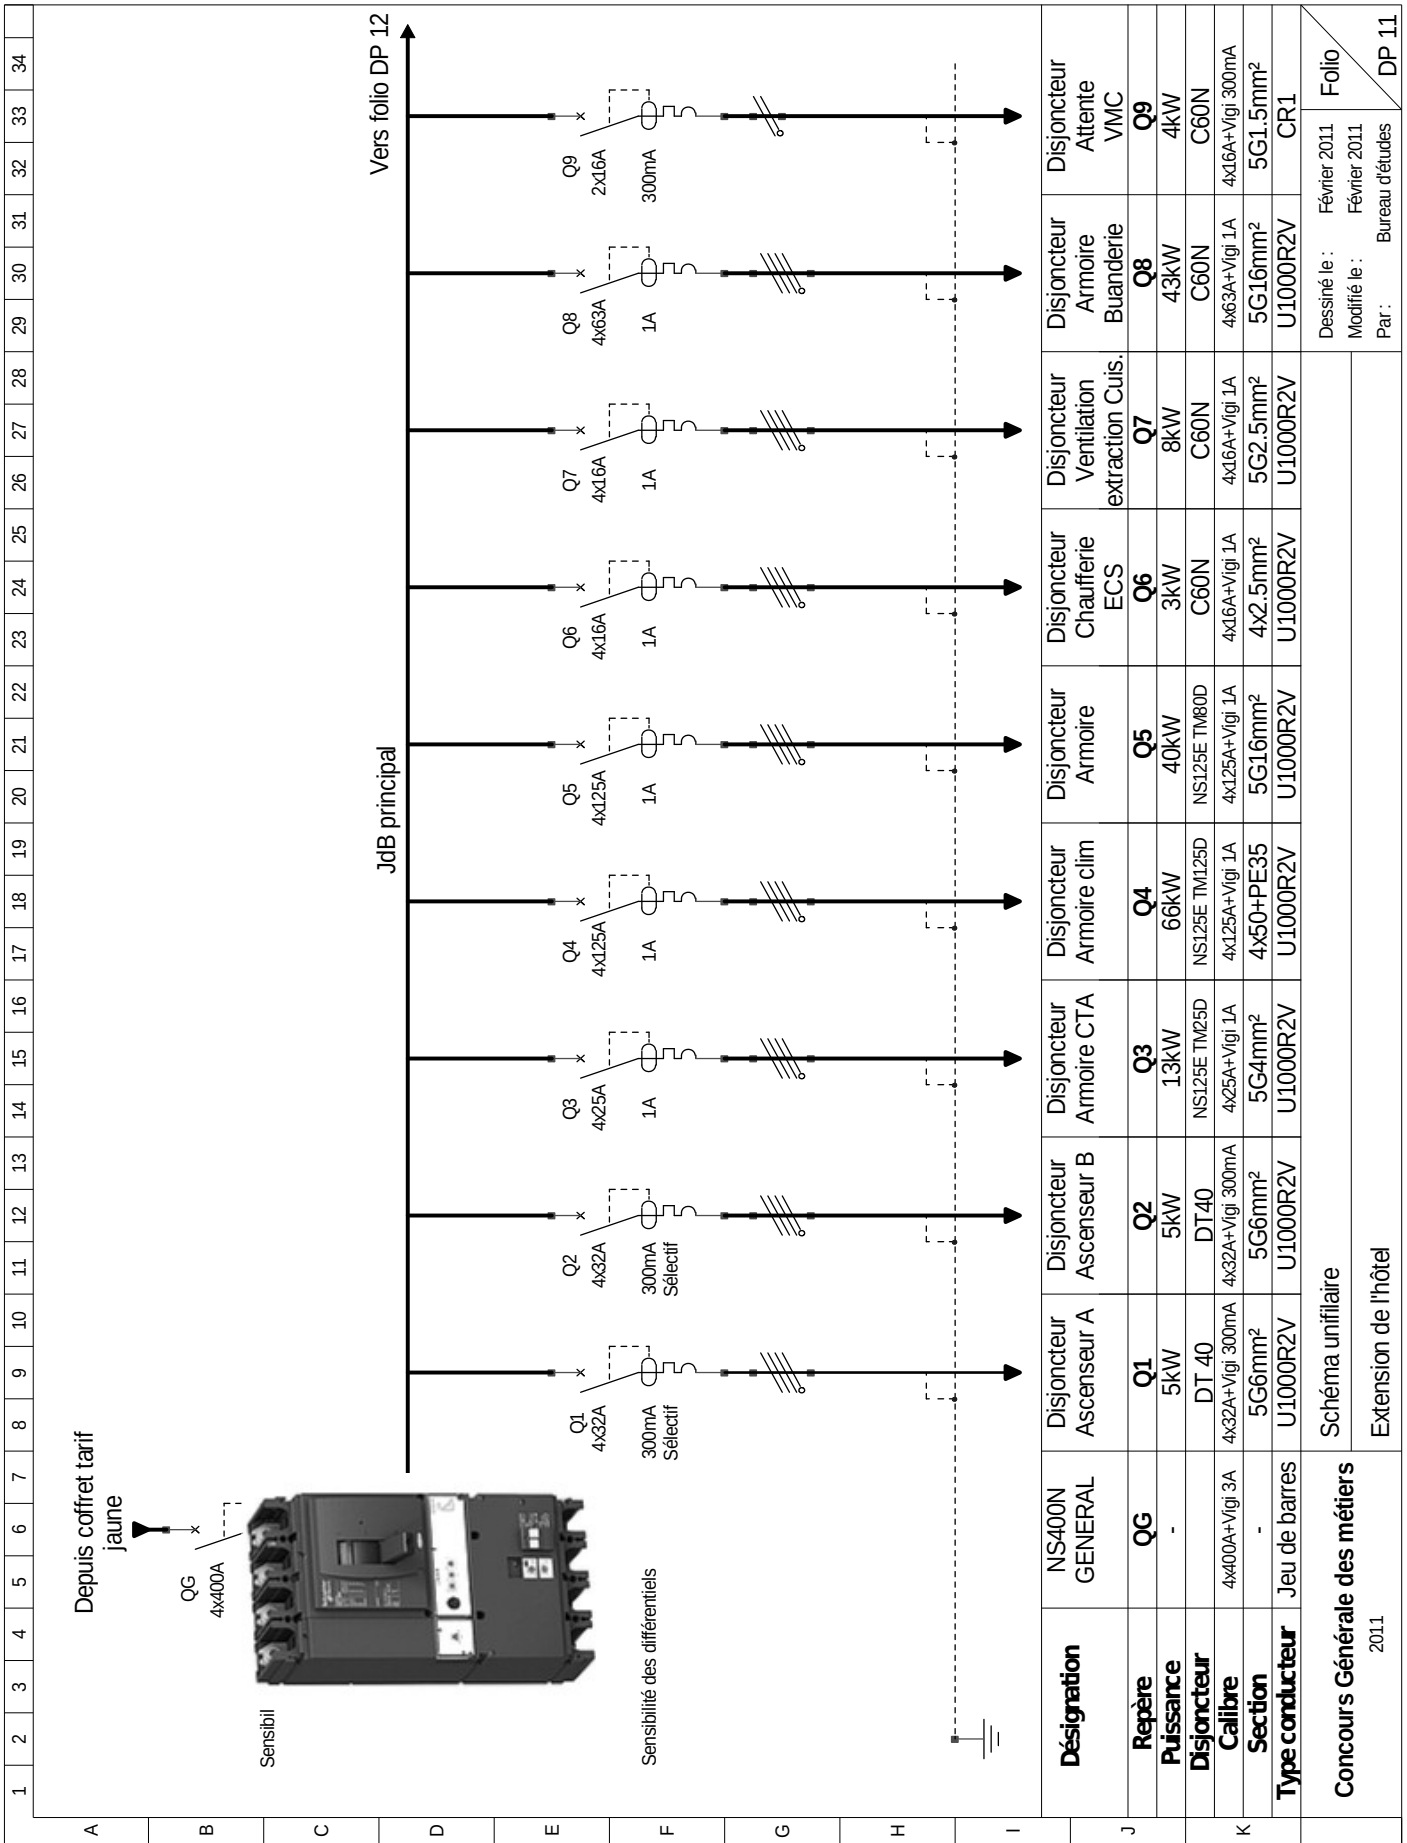 1 2 3 4 5 6 7 8 9 10 11 12 13 14 15 16 17 18 19 20 21 22 23 24 25 26 27 28 29 30 31 32 33 34
A
B
C
D
E
F
G
H
I
J
K
Depuis coffret tarif
jaune
QG
4x400A
Sensibil
Sensibilité des différentiels
JdB principal
Vers folio DP 12
Q1
4x32A
300mA
Sélectif
Q2
4x32A
300mA
Sélectif
Q3
4x25A
1A
Q4
4x125A
1A
Q5
4x125A
1A
Q6
4x16A
1A
Q7
4x16A
1A
Q8
4x63A
1A
Q9
2x16A
300mA
Désignation
NS400N
GENERAL
Disjoncteur
Ascenseur A
Disjoncteur
Ascenseur B
Disjoncteur
Armoire CTA
Disjoncteur
Armoire clim
Disjoncteur
Armoire
Disjoncteur
Chaufferie
ECS
Disjoncteur
Ventilation
extraction Cuis.
Disjoncteur
Armoire
Buanderie
Disjoncteur
Attente
VMC
Repère QG Q1 Q2 Q3 Q4 Q5 Q6 Q7 Q8 Q9
Puissance - 5kW 5kW 13kW 66kW 40kW 3kW 8kW 43kW 4kW
Disjoncteur DT 40 DT40 NS125E TM25D NS125E TM125D NS125E TM80D C60N C60N C60N C60N
Calibre 4x400A+Vigi 3A 4x32A+Vigi 300mA 4x32A+Vigi 300mA 4x25A+Vigi 1A 4x125A+Vigi 1A 4x125A+Vigi 1A 4x16A+Vigi 1A 4x16A+Vigi 1A 4x63A+Vigi 1A 4x16A+Vigi 300mA
Section - 5G6mm² 5G6mm² 5G4mm² 4x50+PE35 5G16mm² 4x2.5mm² 5G2.5mm² 5G16mm² 5G1.5mm²
Type conducteur Jeu de barres U1000R2V U1000R2V U1000R2V U1000R2V U1000R2V U1000R2V U1000R2V U1000R2V CR1
Concours Générale des métiers
2011
Schéma unifilaire
Extension de l'hôtel
Dessiné le : Février 2011
Modifié le : Février 2011
Par : Bureau d'études
Folio
DP 11